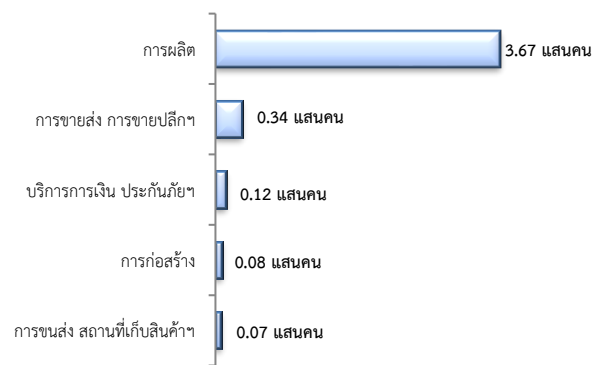 การผลิต 3.67 แสนคน
การขายส่ง การขายปลีกฯ 0.34 แสนคน
บริการการเงิน ประกันภัยฯ 0.12 แสนคน
การก่อสร้าง 0.08 แสนคน
การขนส่ง สถานที่เก็บสินค้าฯ 0.07 แสนคน